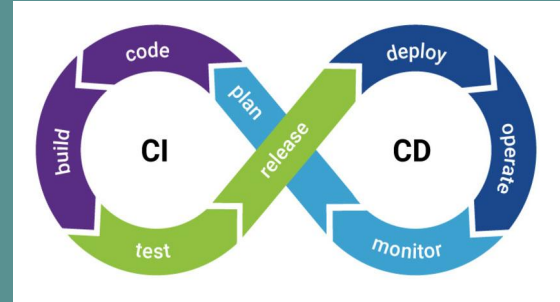 code
build
CI
test
plan
release
deploy
operate
CD
monitor